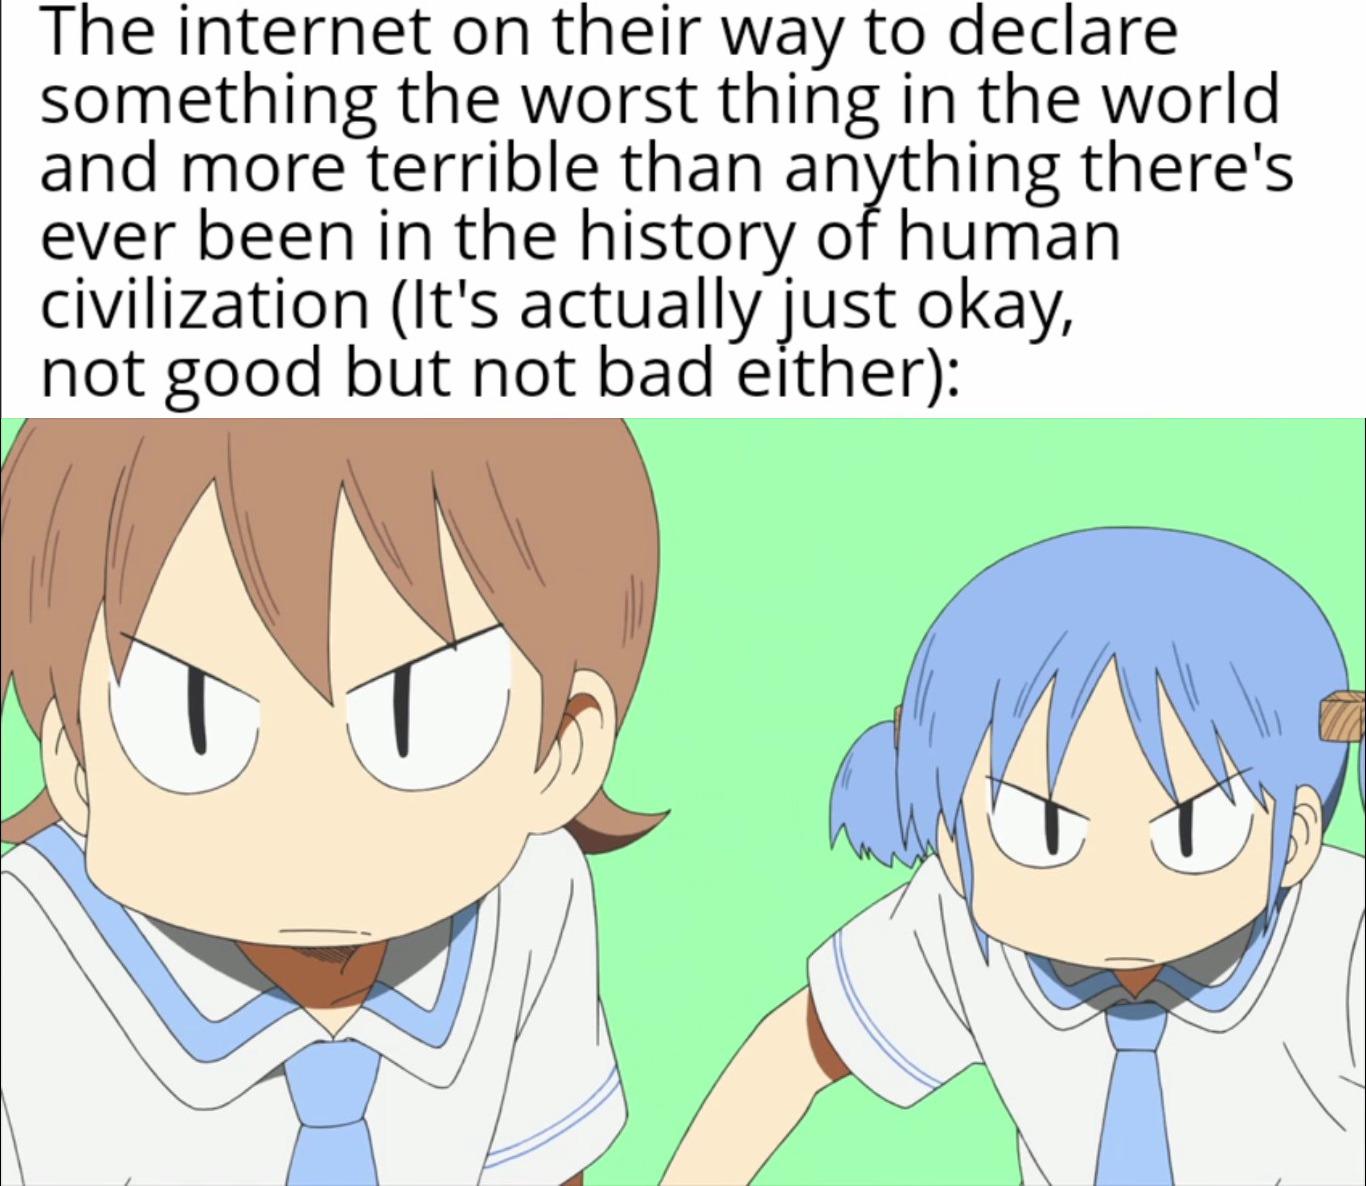 The internet on their way to declare
something the worst thing in the world
and more terrible than anything there's
ever been in the history of human
civilization (It's actually just okay,
not good but not bad either):